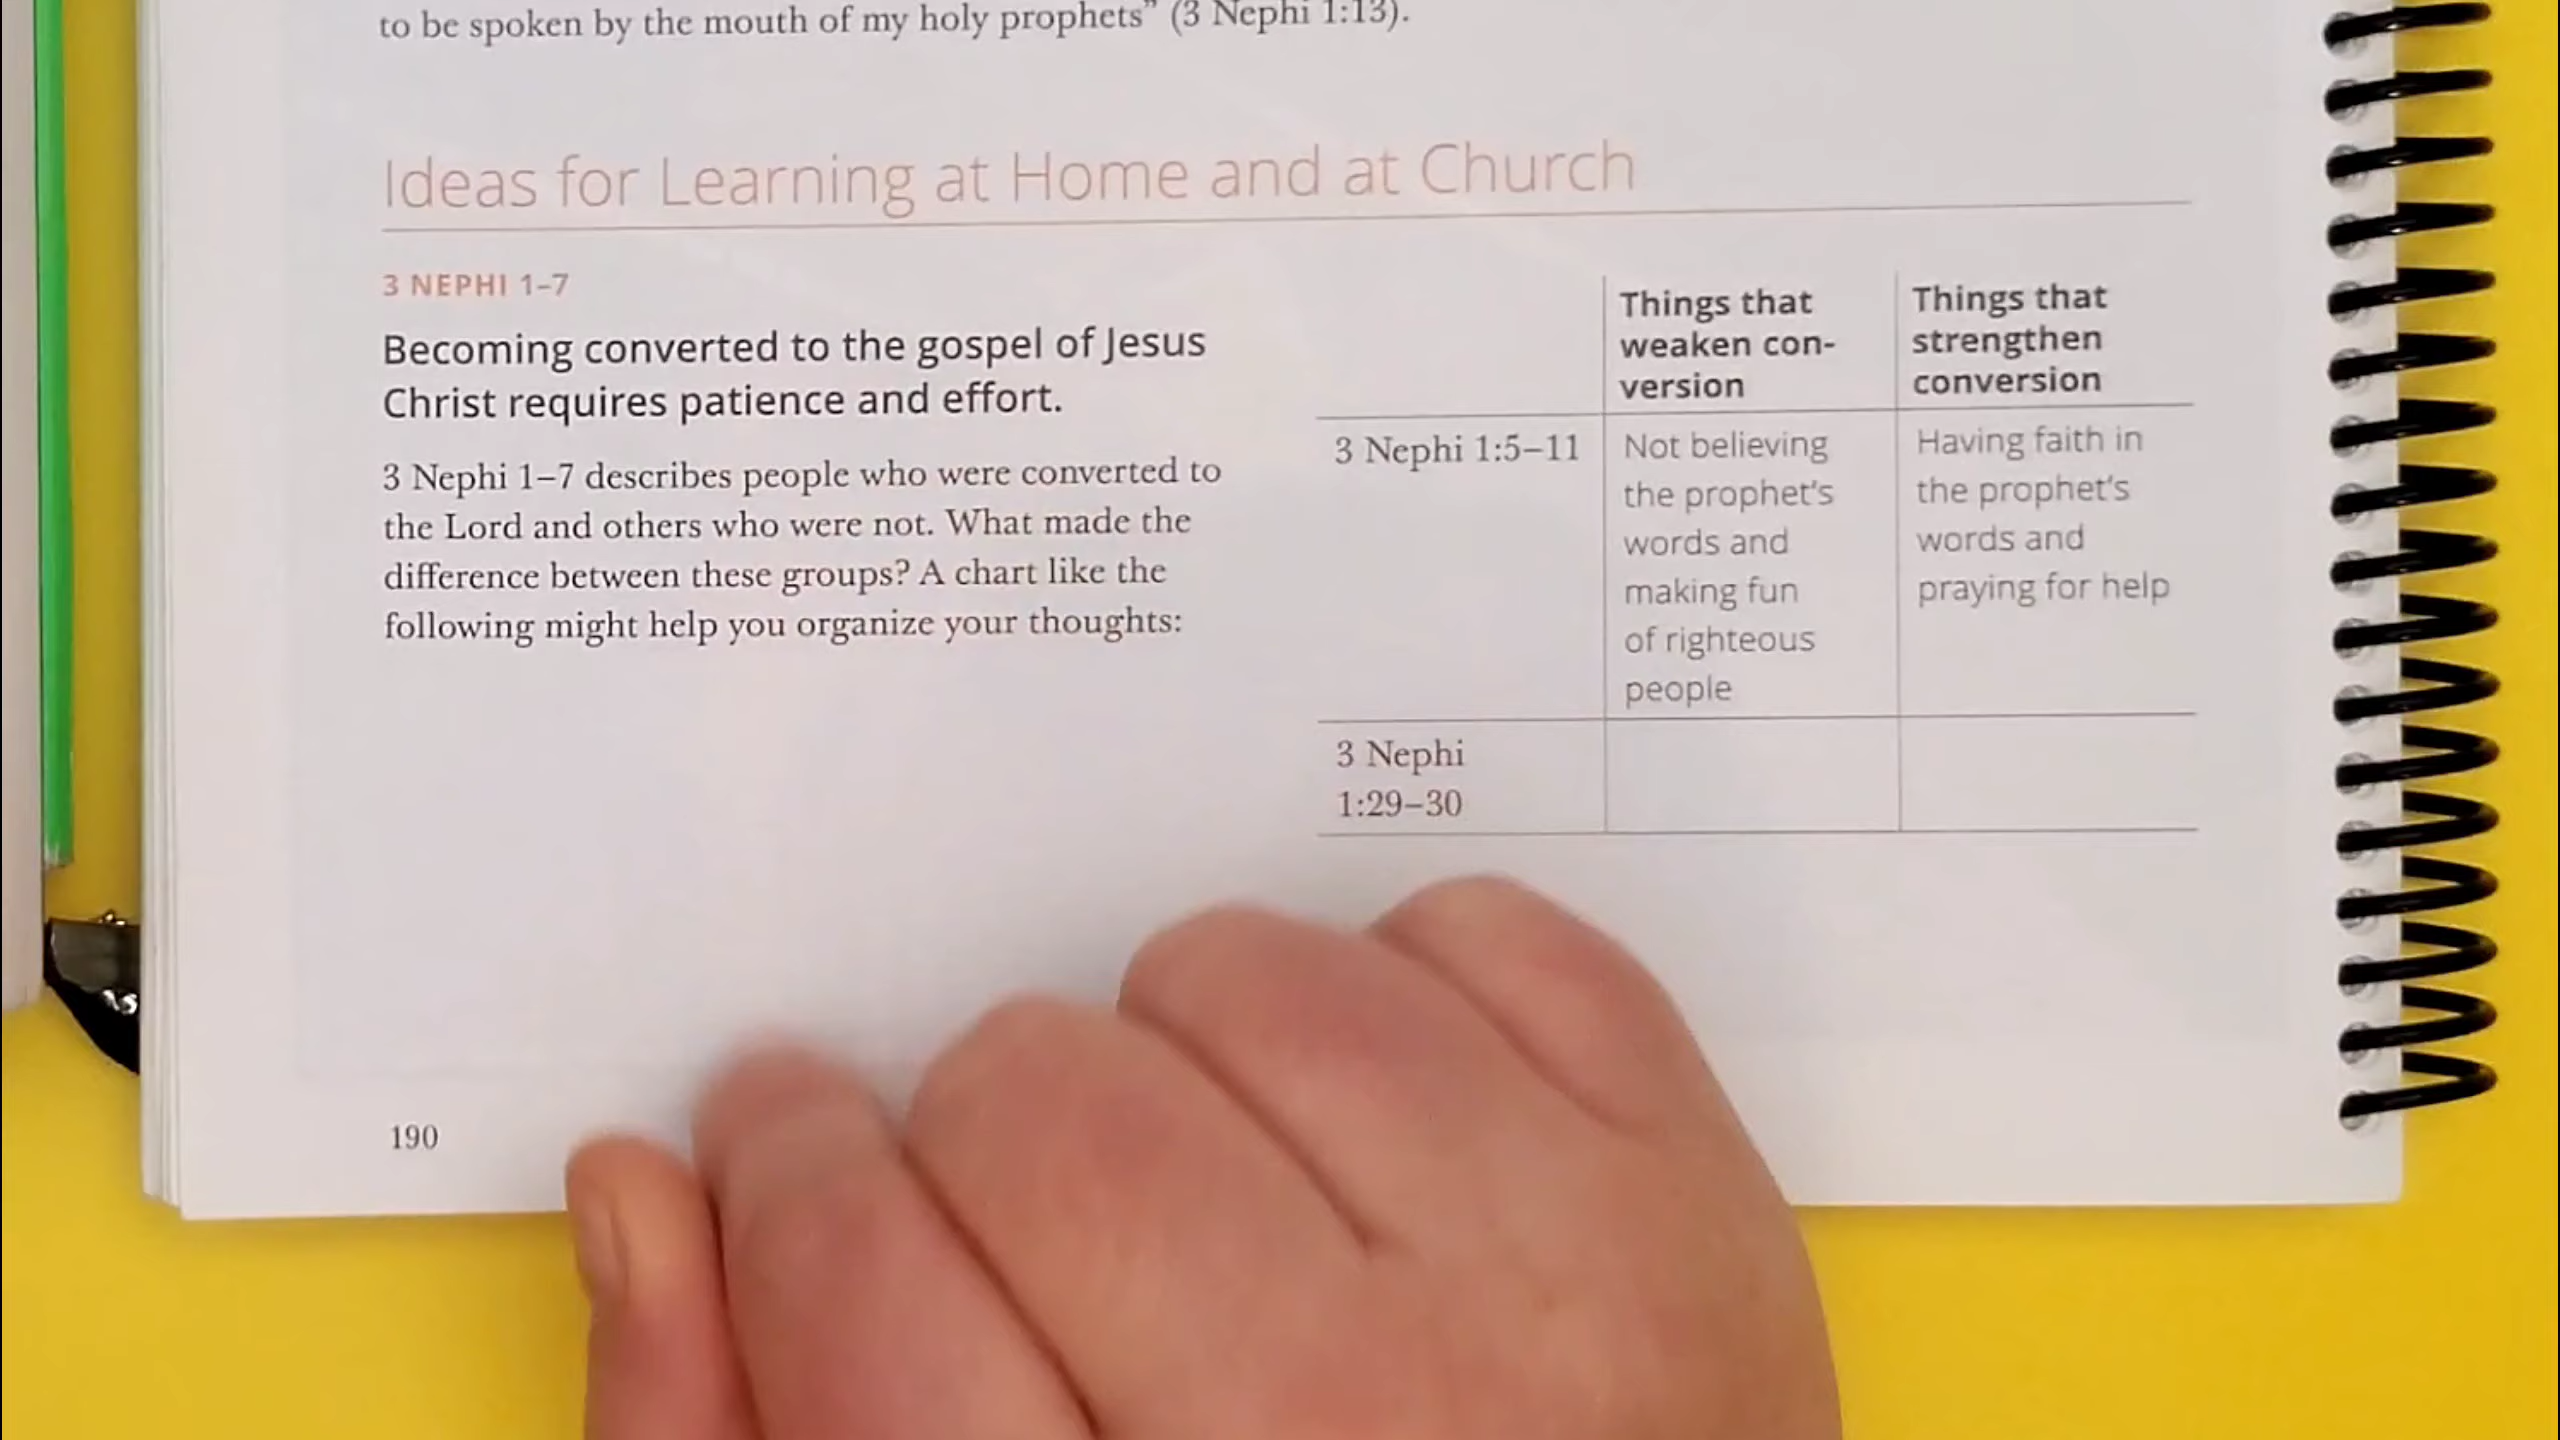 to be spoken by the mouth of my holy prophets” (3 Nephi 1:13).
Ideas for Learning at Home and at Church
3 NEPHI 1–7
Becoming converted to the gospel of Jesus
Christ requires patience and effort.
3 Nephi 1–7 describes people who were converted to
the Lord and others who were not. What made the
difference between these groups? A chart like the
following might help you organize your thoughts:
Things that
weaken con-
version
Things that
strengthen
conversion
3 Nephi 1:5–11
Not believing
the prophet’s
words and
making fun
of righteous
people
Having faith in
the prophet’s
words and
praying for help
3 Nephi
1:29–30
190